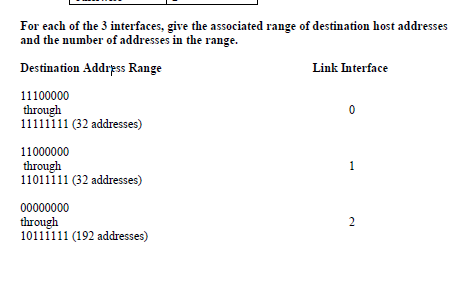 For each of the 3 interfaces, give the associated range of destination host addresses
and the number of addresses in the range.
Destination Address Range Link Interface
11100000
through 0
11111111 (32 addresses)
11000000
through 1
11011111 (32 addresses)
00000000
through 2
10111111 (192 addresses)